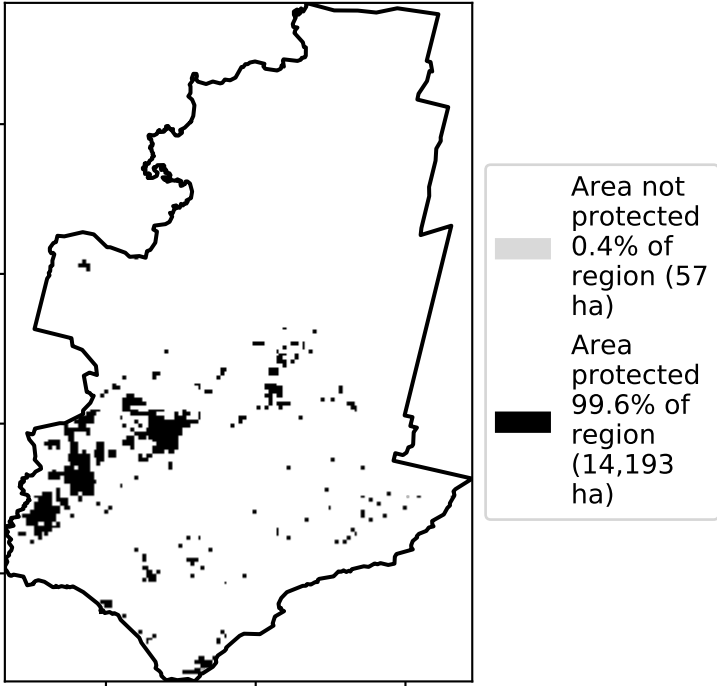 Area not
protected
0.4% of
region (57
ha)
Area
protected
99.6% of
region
(14,193
ha)